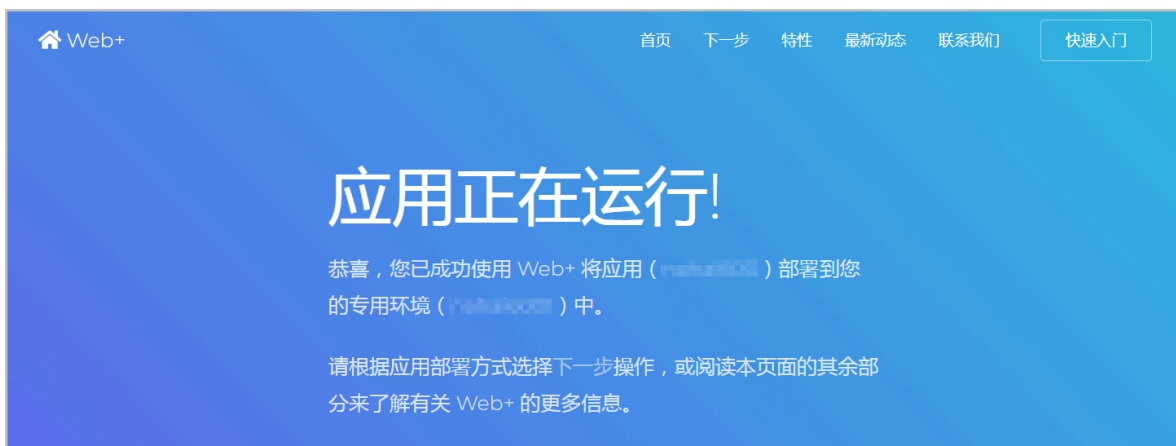 Web+
首页 下一步 特性 最新动态 联系我们 快速入门
应用正在运行!
恭喜，您已成功使用 Web+ 将应用（）部署到您
的专用环境（）中。
请根据应用部署方式选择下一步操作，或阅读本页面的其余部
分来了解有关 Web+ 的更多信息。